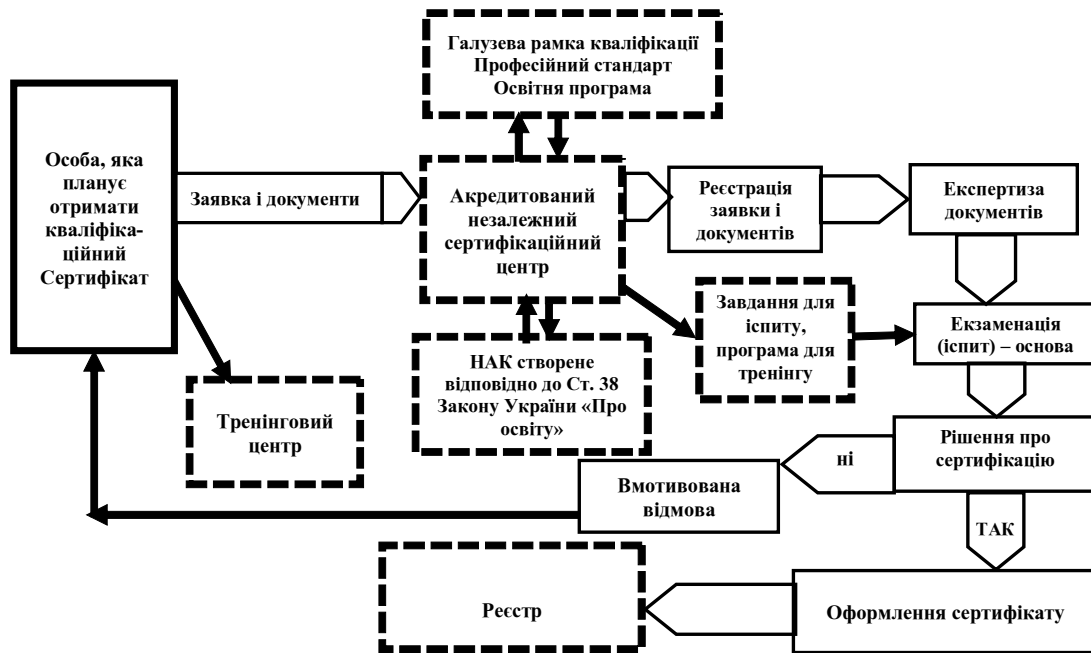 Галузева рамка кваліфікації
Професійний стандарт
Освітня програма
Особа, яка
планує
отримати
кваліфіка-
ційний
Сертифікат
Заявка і документи
Акредитований
незалежний
сертифікаційний
центр
Реєстрація
заявки і
документів
Експертиза
документів
Завдання для
іспиту,
програма для
тренінгу
Екзаменація
(іспит) – основа
НАК створене
відповідно до Ст. 38
Закону України «Про
освіту»
Тренінговий
центр
Рішення про
сертифікацію
ні
Вмотивована
відмова
ТАК
Реєстр
Оформлення сертифікату